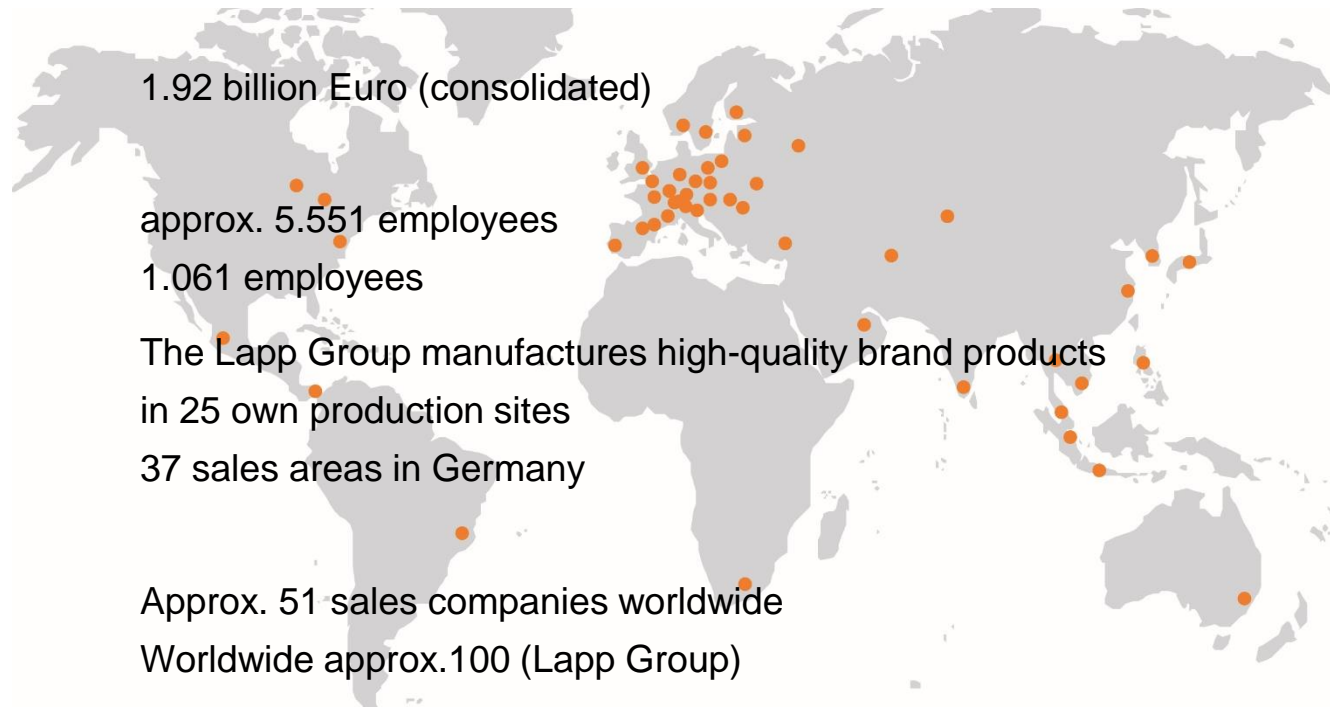 1.92 billion Euro (consolidated)
approx. 5.551 employees
1.061 employees
The Lapp Group manufactures high-quality brand products
in 25 own production sites
37 sales areas in Germany
Approx. 51 sales companies worldwide
Worldwide approx.100 (Lapp Group)